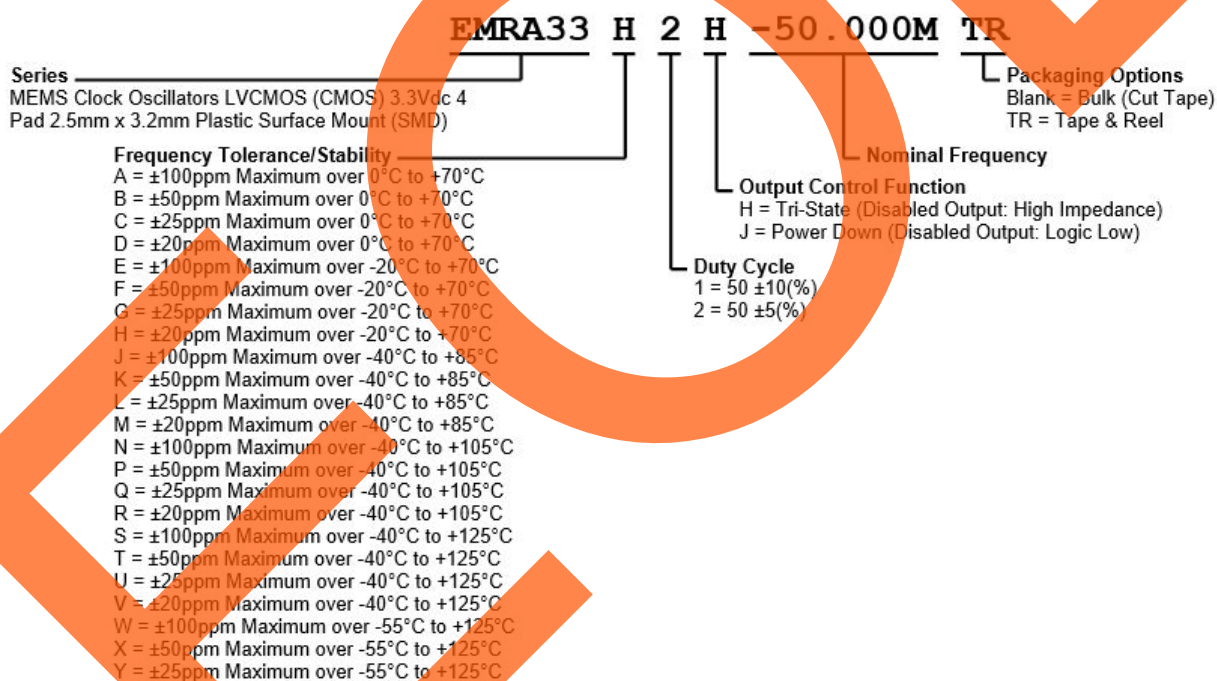 EMRA33 H 2 H -50.000M TR
Series
MEMS Clock Oscillators LVCMOS (CMOS) 3.3Vdc 4
Pad 2.5mm x 3.2mm Plastic Surface Mount (SMD)
Packaging Options
Blank = Bulk (Cut Tape)
TR = Tape & Reel
Frequency Tolerance/Stability
A = ±100ppm Maximum over 0°C to +70°C
B = ±50ppm Maximum over 0°C to +70°C
C = ±25ppm Maximum over 0°C to +70°C
D = ±20ppm Maximum over 0°C to +70°C
E = ±100ppm Maximum over -20°C to +70°C
F = ±50ppm Maximum over -20°C to +70°C
G = ±25ppm Maximum over -20°C to +70°C
H = ±20ppm Maximum over -20°C to +70°C
J = ±100ppm Maximum over -40°C to +85°C
K = ±50ppm Maximum over -40°C to +85°C
L = ±25ppm Maximum over -40°C to +85°C
M = ±20ppm Maximum over -40°C to +85°C
N = ±100ppm Maximum over -40°C to +105°C
P = ±50ppm Maximum over -40°C to +105°C
Q = ±25ppm Maximum over -40°C to +105°C
R = ±20ppm Maximum over -40°C to +105°C
S = ±100ppm Maximum over -40°C to +125°C
T = ±50ppm Maximum over -40°C to +125°C
U = ±25ppm Maximum over -40°C to +125°C
V = ±20ppm Maximum over -40°C to +125°C
W = ±100ppm Maximum over -55°C to +125°C
X = ±50ppm Maximum over -55°C to +125°C
Y = ±25ppm Maximum over -55°C to +125°C
Nominal Frequency
Output Control Function
H = Tri-State (Disabled Output: High Impedance)
J = Power Down (Disabled Output: Logic Low)
Duty Cycle
1 = 50 ±10(%)
2 = 50 ±5(%)